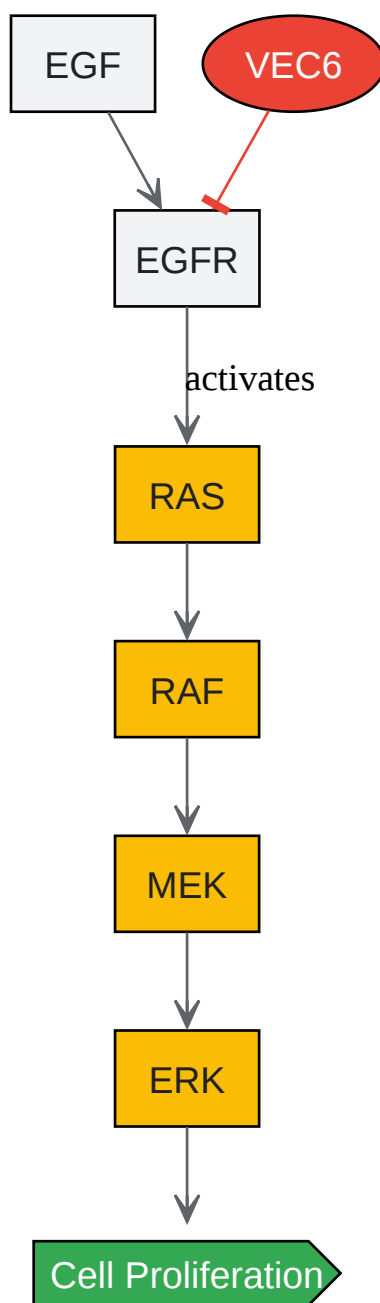 EGF
VEC6
EGFR
activates
RAS
RAF
MEK
ERK
Cell Proliferation